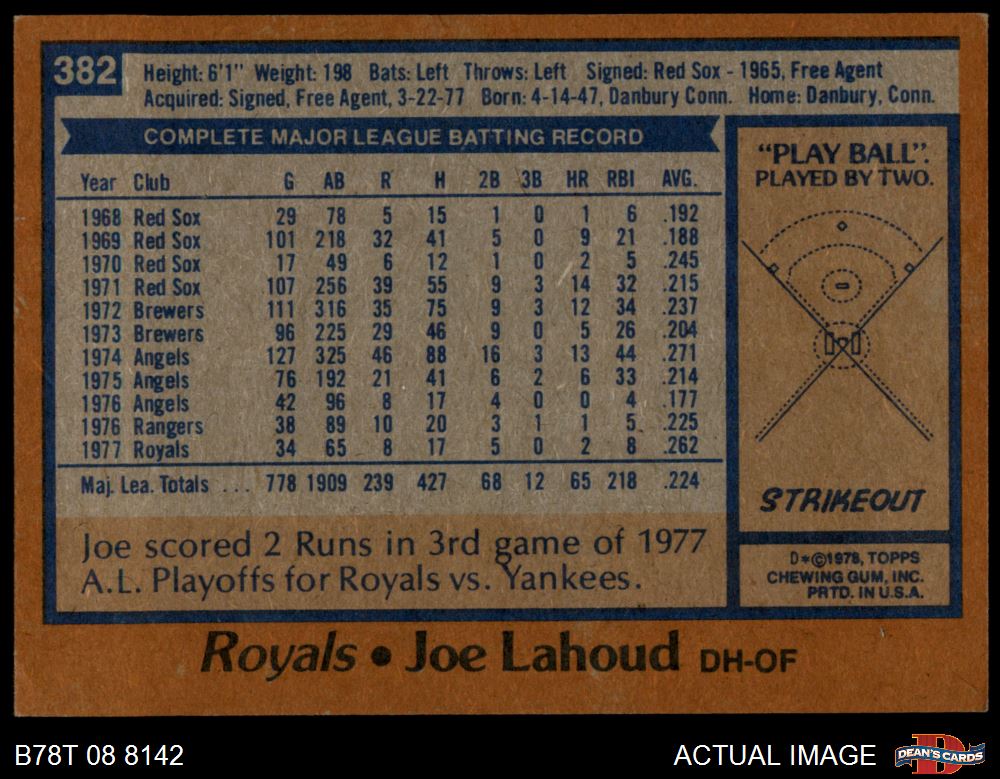 382
Height: 6'1" Weight: 198 Bats: Left Throws: Left Signed: Red Sox - 1965, Free Agent
Acquired: Signed, Free Agent, 3-22-77 Born: 4-14-47, Danbury Conn. Home: Danbury, Conn.
COMPLETE MAJOR LEAGUE BATTING RECORD
Year Club G AB R H 2B 3B HR RBI AVG.
1968 Red Sox 29 78 5 15 1 0 1 6 .192
1969 Red Sox 101 218 32 41 5 0 9 21 .188
1970 Red Sox 17 49 6 12 1 0 2 5 .245
1971 Red Sox 107 256 39 55 9 3 14 32 .215
1972 Brewers 111 316 35 75 9 3 12 34 .237
1973 Brewers 96 225 29 46 9 0 5 26 .204
1974 Angels 127 325 46 88 16 3 13 44 .271
1975 Angels 76 192 21 41 6 2 6 33 .214
1976 Angels 42 96 8 17 4 0 0 4 .177
1976 Rangers 38 89 10 20 3 1 1 5 .225
1977 Royals 34 65 8 17 5 0 2 8 .262
Maj. Lea. Totals ... 778 1909 239 427 68 12 65 218 .224
Joe scored 2 Runs in 3rd game of 1977
A.L. Playoffs for Royals vs. Yankees.
"PLAY BALL".
PLAYED BY TWO.
STRIKEOUT
D*©1978, TOPPS
CHEWING GUM, INC.
PRTD. IN U.S.A.
Royals • Joe Lahoud DH-OF
B78T 08 8142
ACTUAL IMAGE
D
DEAN'S CARDS